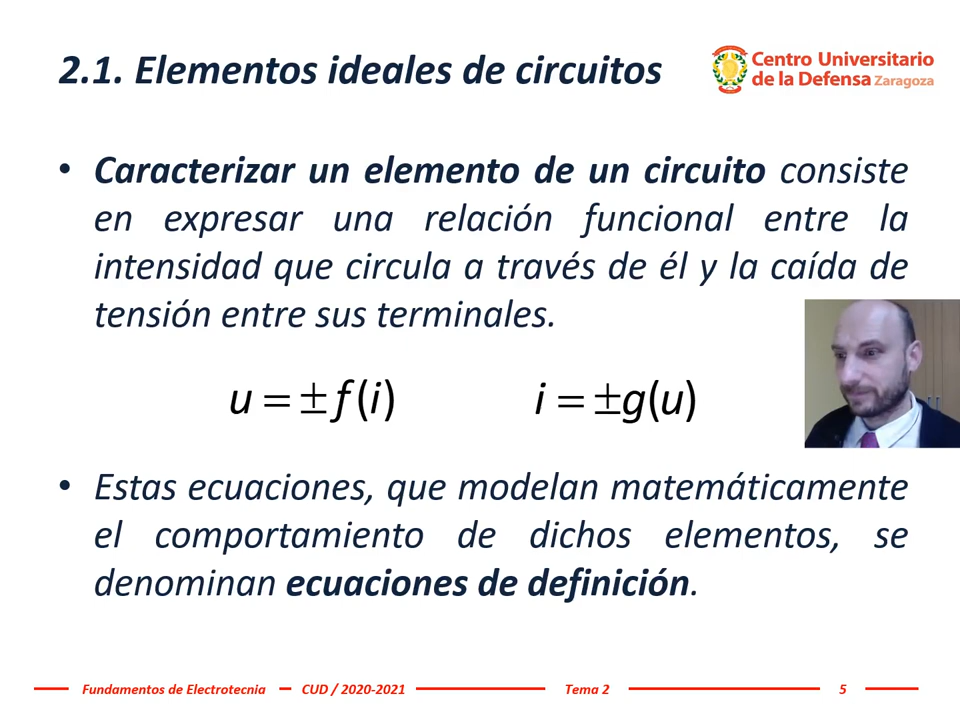 2.1. Elementos ideales de circuitos
Centro Universitario
de la Defensa Zaragoza
• Caracterizar un elemento de un circuito consiste
en expresar una relación funcional entre la
intensidad que circula a través de él y la caída de
tensión entre sus terminales.
u = ± f(i) i = ±g(u)
• Estas ecuaciones, que modelan matemáticamente
el comportamiento de dichos elementos, se
denominan ecuaciones de definición.
Fundamentos de Electrotecnia CUD / 2020-2021 Tema 2 5